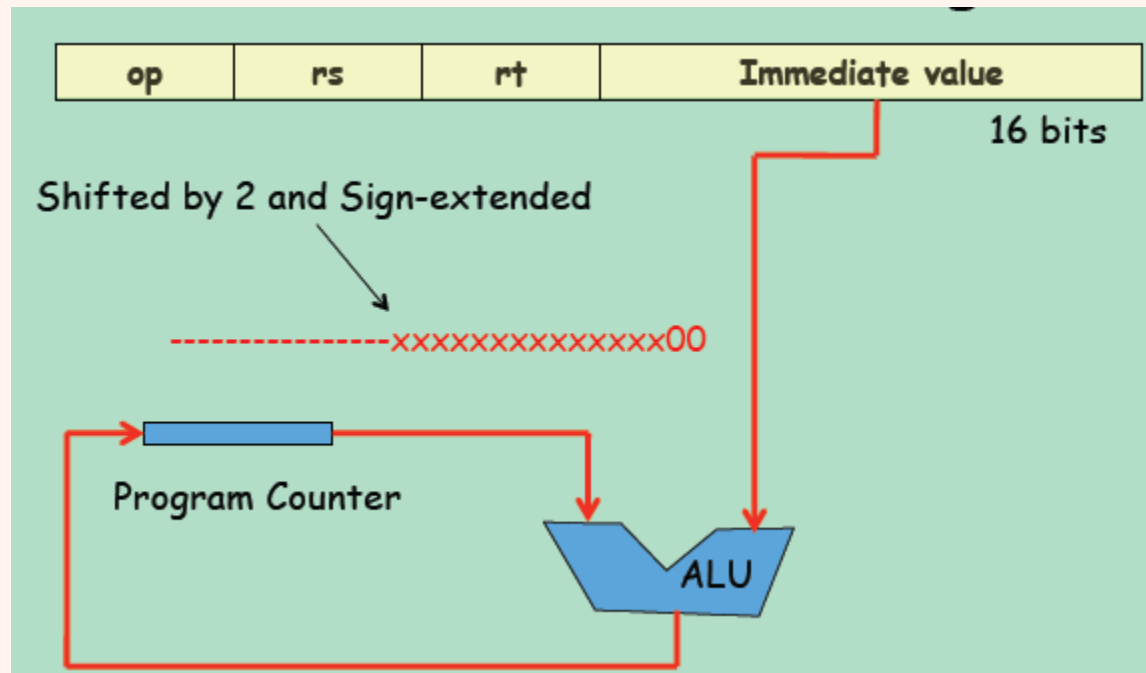 op rs rt Immediate value
16 bits
Shifted by 2 and Sign-extended
----------------xxxxxxxxxxxxxx00
Program Counter
ALU